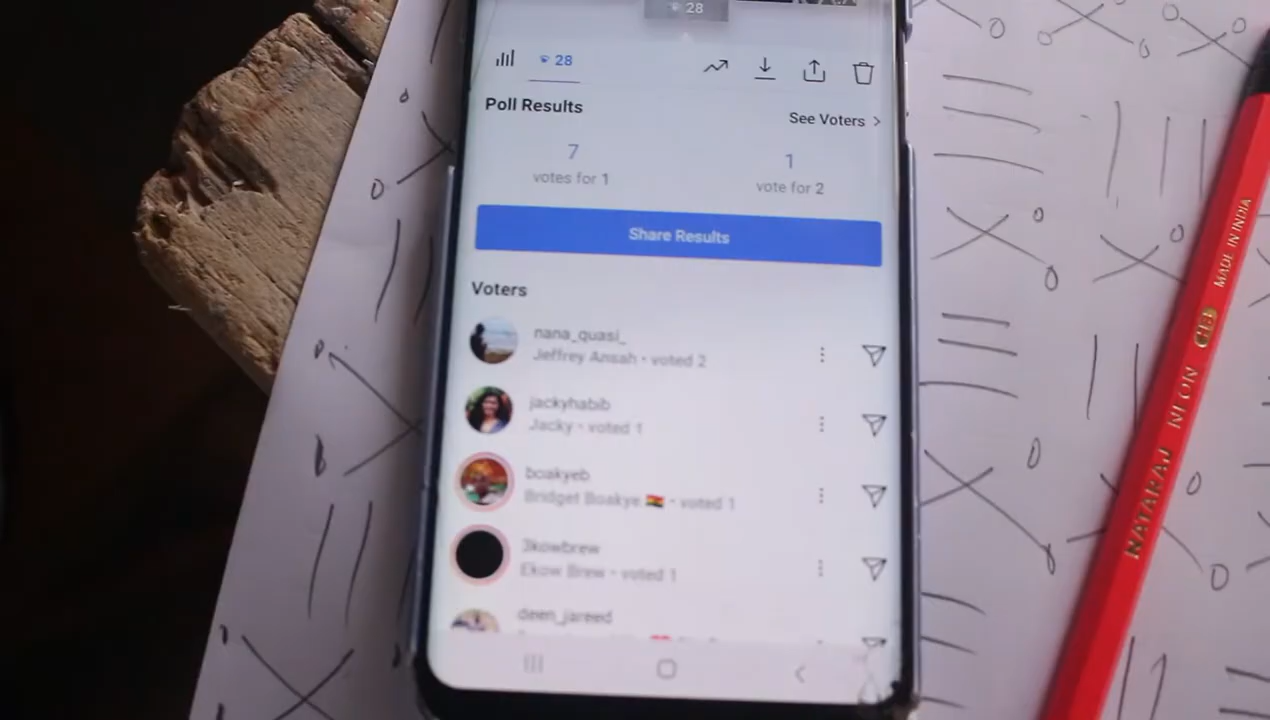 28
28
Poll Results
See Voters >
7
votes for 1
1
vote for 2
Share Results
Voters
nana_quasi_
Jeffrey Ansah • voted 2
jackyhabib
Jacky • voted 1
boakyeb
Bridget Boakye 🇬🇭 • voted 1
3kowbrew
Ekow Brew • voted 1
deen_jareed
NATARAJ NEON HB MADE IN INDIA